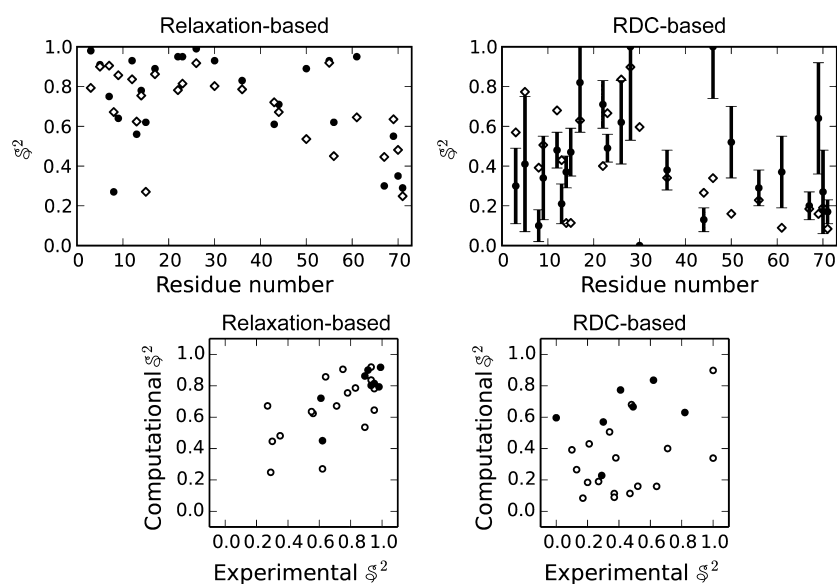 Relaxation-based
RDC-based
1.0
0.8
0.6
0.4
0.2
0.0
𝕊²
0 10 20 30 40 50 60 70
Residue number
1.0
0.8
0.6
0.4
0.2
0.0
𝕊²
0 10 20 30 40 50 60 70
Residue number
Relaxation-based
RDC-based
1.0
0.8
0.6
0.4
0.2
0.0
Computational 𝕊²
0.0 0.2 0.4 0.6 0.8 1.0
Experimental 𝕊²
1.0
0.8
0.6
0.4
0.2
0.0
Computational 𝕊²
0.0 0.2 0.4 0.6 0.8 1.0
Experimental 𝕊²